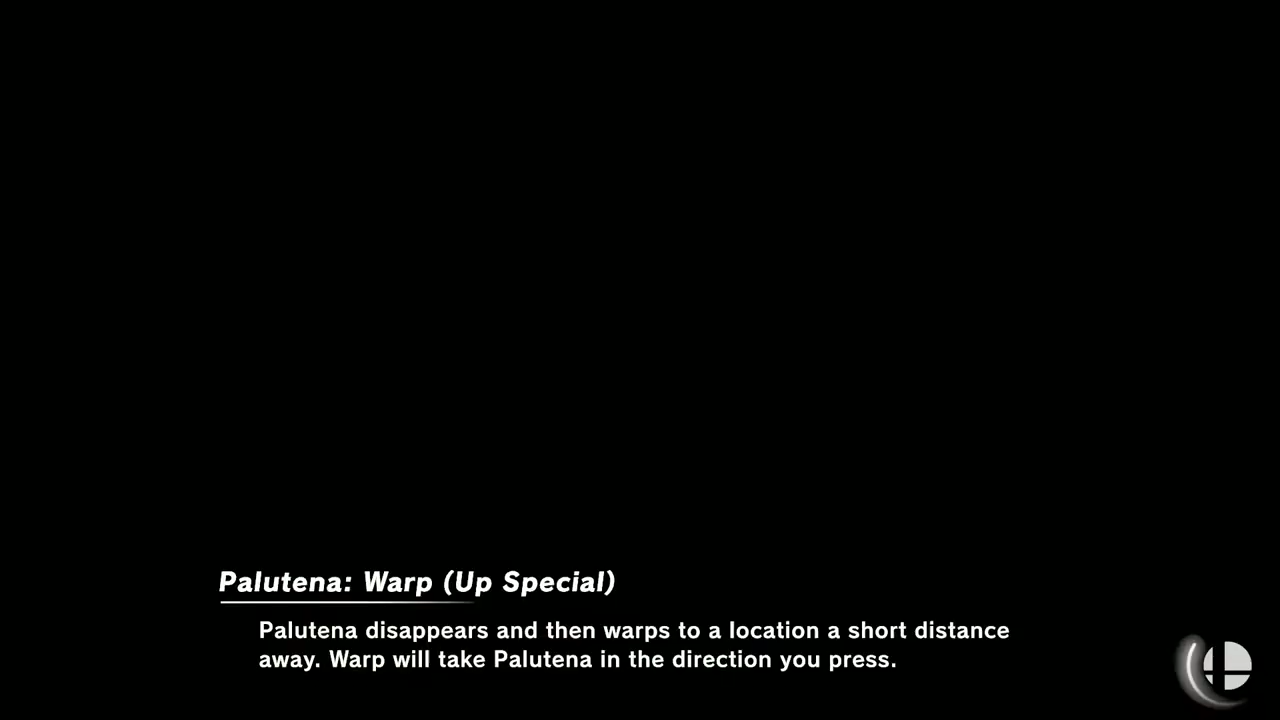 Palutena: Warp (Up Special)
Palutena disappears and then warps to a location a short distance
away. Warp will take Palutena in the direction you press.